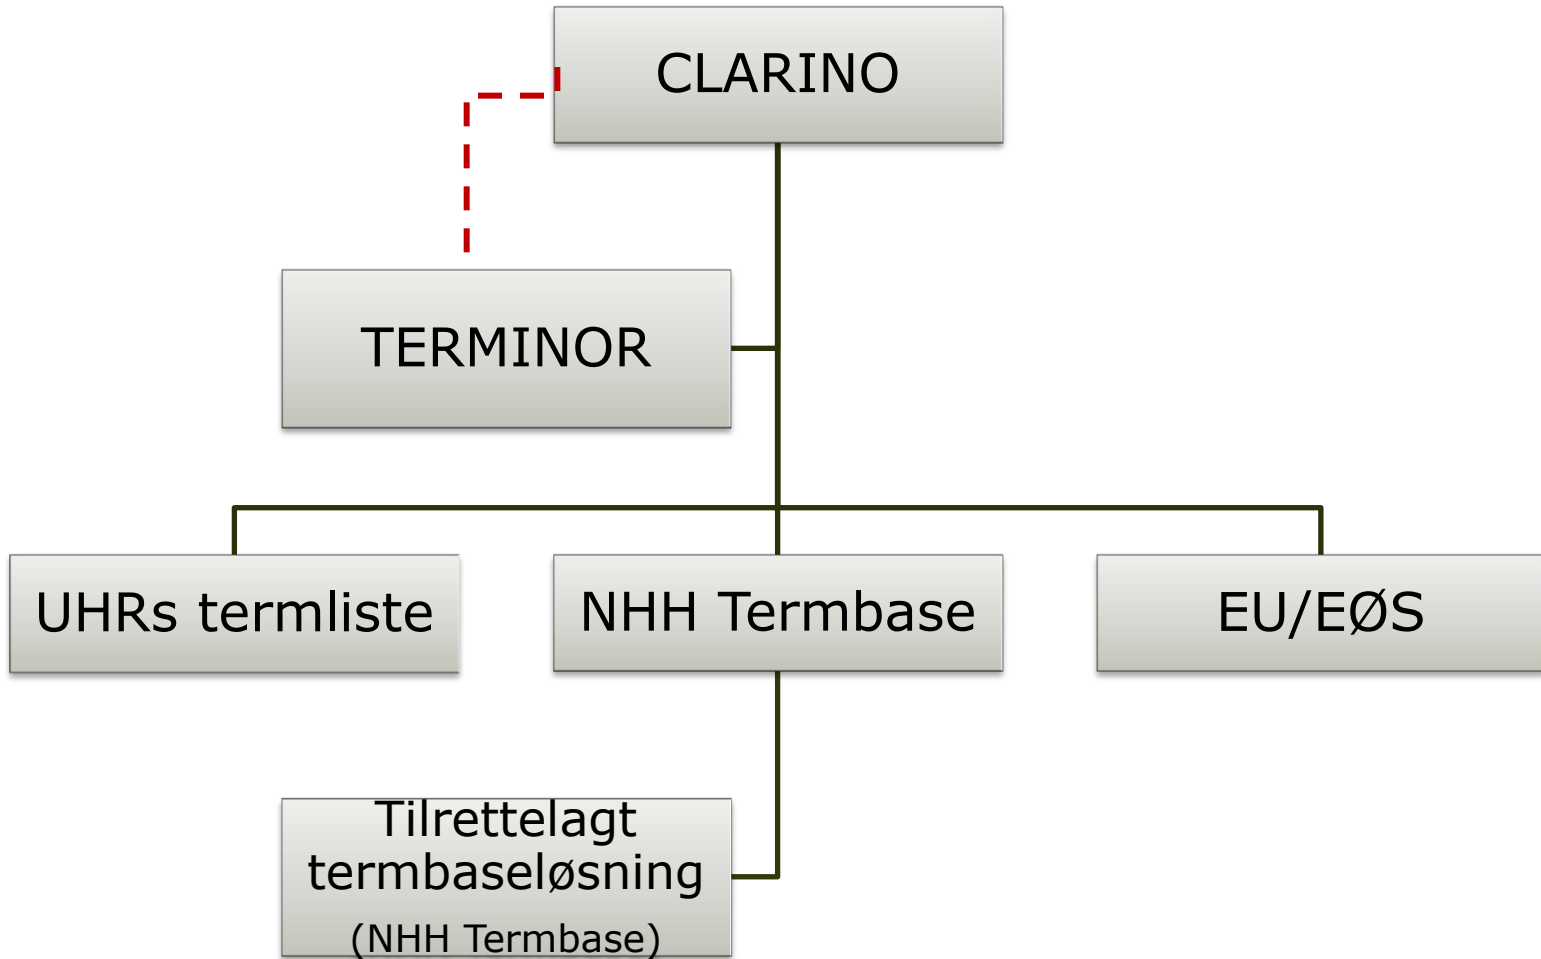 CLARINO
TERMINOR
UHRs termliste
NHH Termbase
EU/EØS
Tilrettelagt
termbaseløsning
(NHH Termbase)